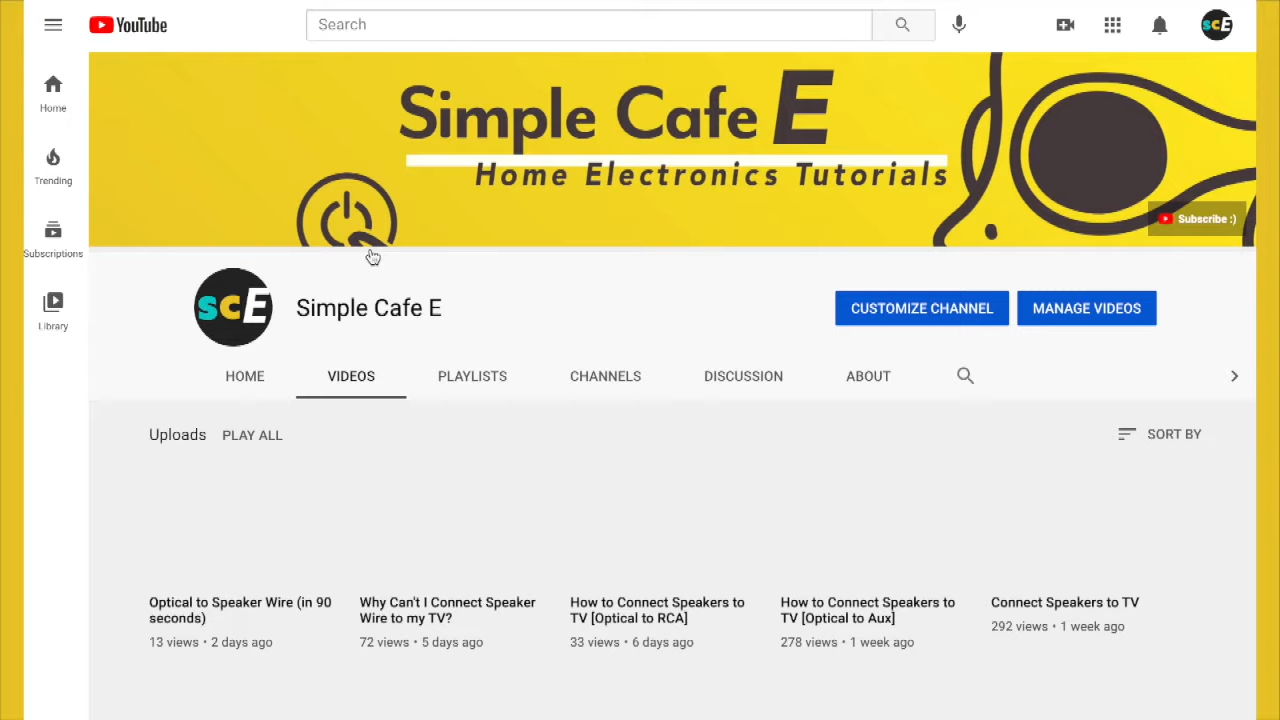 YouTube
Search
scE
Home
Trending
Subscriptions
Library
Simple Cafe E
Home Electronics Tutorials
Subscribe :)
scE
Simple Cafe E
CUSTOMIZE CHANNEL
MANAGE VIDEOS
HOME
VIDEOS
PLAYLISTS
CHANNELS
DISCUSSION
ABOUT
Uploads
PLAY ALL
SORT BY
Optical to Speaker Wire (in 90
seconds)
13 views • 2 days ago
Why Can't I Connect Speaker
Wire to my TV?
72 views • 5 days ago
How to Connect Speakers to
TV [Optical to RCA]
33 views • 6 days ago
How to Connect Speakers to
TV [Optical to Aux]
278 views • 1 week ago
Connect Speakers to TV
292 views • 1 week ago